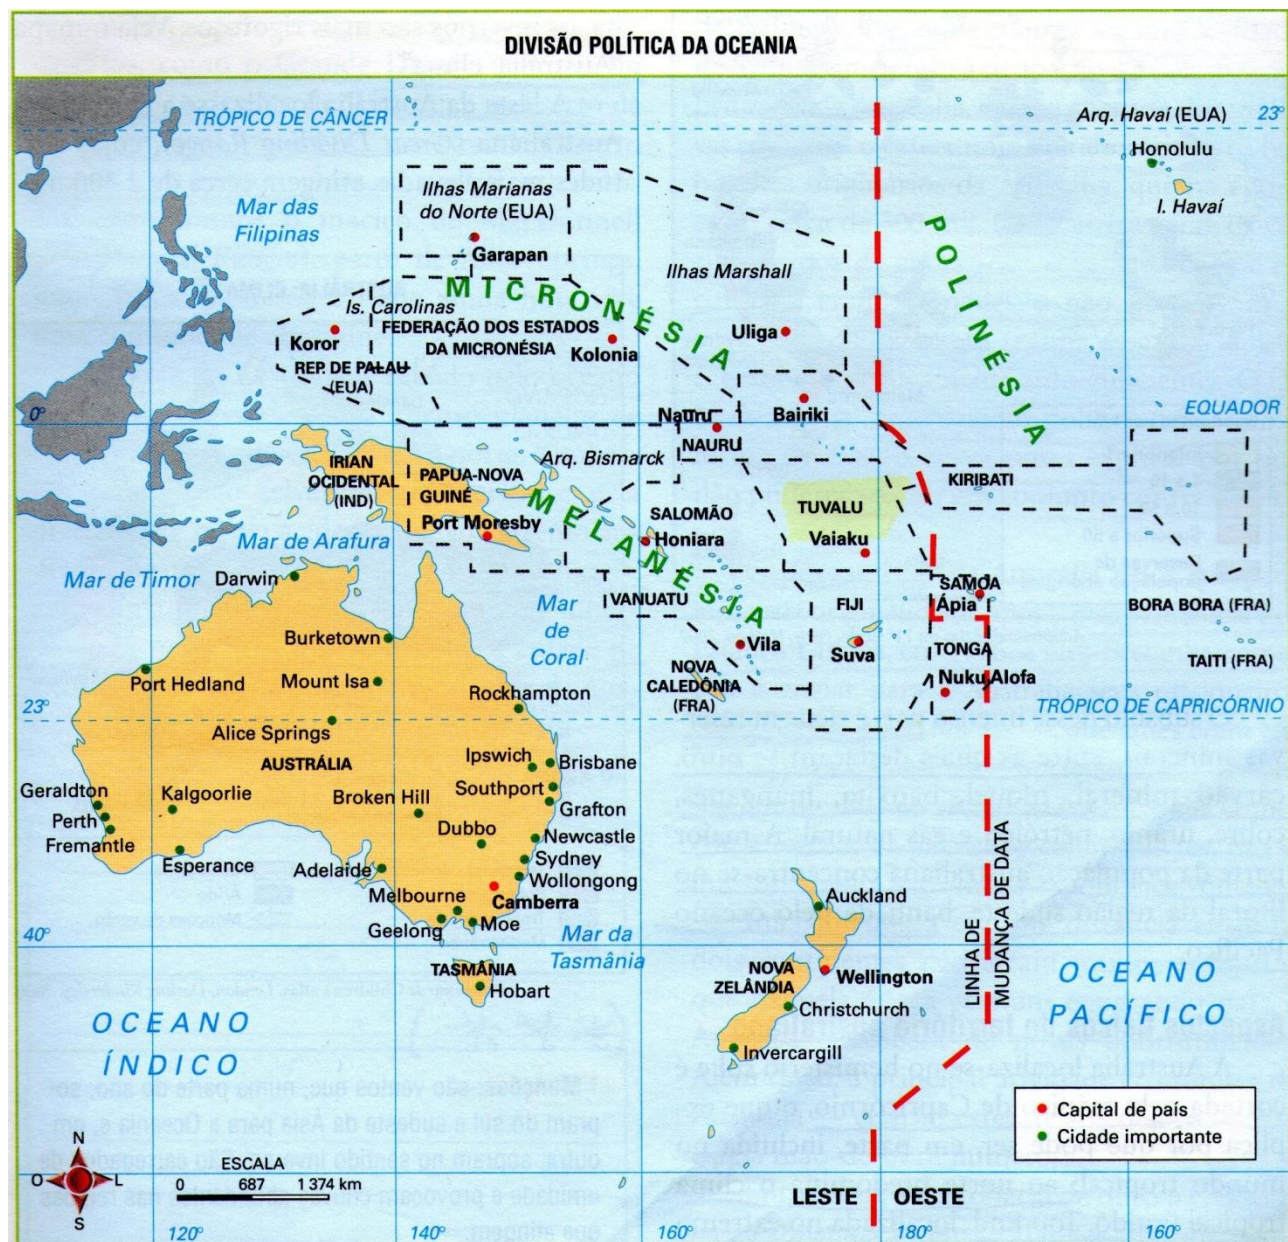 DIVISÃO POLÍTICA DA OCEANIA
TRÓPICO DE CÂNCER
23°
Arq. Havaí (EUA)
Honolulu
I. Havaí
Mar das
Filipinas
Ilhas Marianas
do Norte (EUA)
Garapan
Ilhas Marshall
POLINÉSIA
MICRONÉSIA
Is. Carolinas
Koror
FEDERAÇÃO DOS ESTADOS
DA MICRONÉSIA
Kolonia
Uliga
REP. DE PALAU
(EUA)
0°
Nauru
Bairiki
EQUADOR
NAURU
IRIAN
OCIDENTAL
(IND)
PAPUA-NOVA
GUINÉ
Arq. Bismarck
KIRIBATI
MELANÉSIA
TUVALU
Port Moresby
SALOMÃO
Honiara
Vaiaku
Mar de Arafura
Mar de Timor
Darwin
SAMOA
Ápia
VANUATU
FIJI
BORA BORA (FRA)
Mar
de
Coral
Burketown
Vila
Suva
TONGA
TAITI (FRA)
Port Hedland
Mount Isa
Rockhampton
NOVA
CALEDÔNIA
(FRA)
Nuku Alofa
TRÓPICO DE CAPRICÓRNIO
23°
Alice Springs
AUSTRÁLIA
Ipswich
Brisbane
Southport
Geraldton
Kalgoorlie
Broken Hill
Grafton
Perth
Dubbo
Newcastle
Fremantle
Esperance
Adelaide
Sydney
Wollongong
Melbourne
Camberra
Geelong
Moe
Auckland
LINHA DE
MUDANÇA DE DATA
40°
Mar da
Tasmânia
TASMÂNIA
Hobart
NOVA
ZELÂNDIA
Wellington
Christchurch
Invercargill
OCEANO
ÍNDICO
OCEANO
PACÍFICO
Capital de país
Cidade importante
N
O
L
S
ESCALA
0 687 1 374 km
LESTE
OESTE
120°
140°
160°
180°
160°